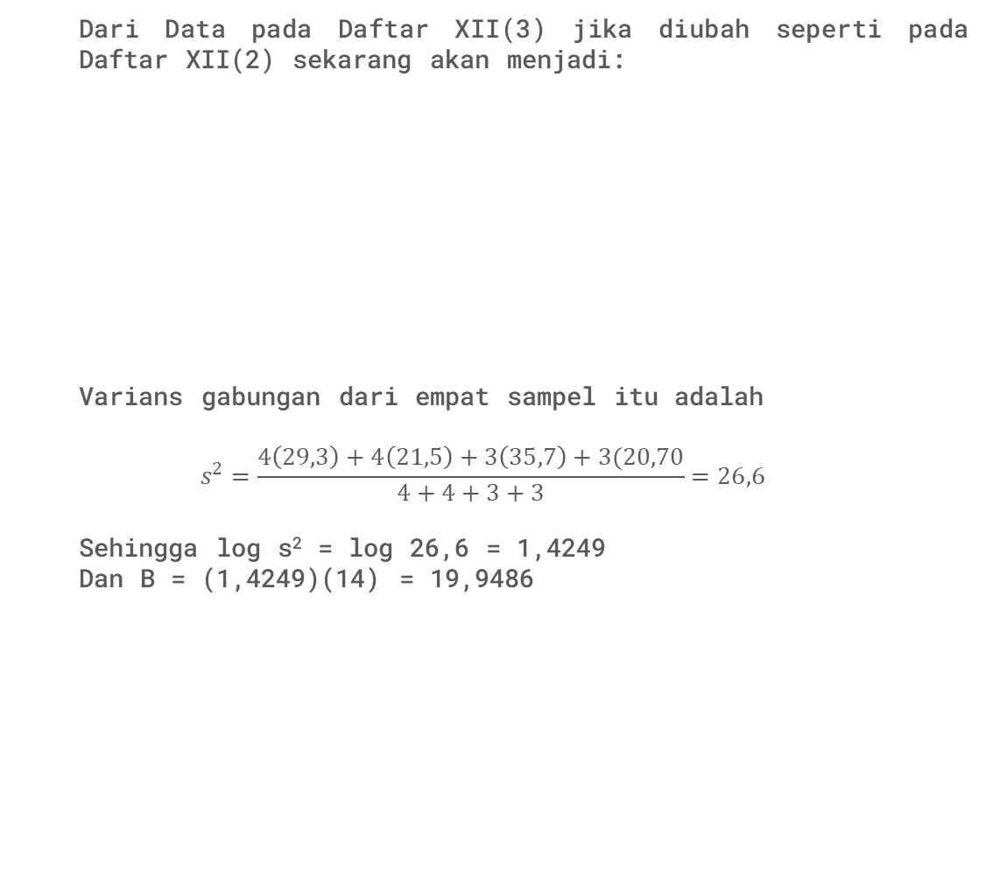 Dari Data pada Daftar XII(3) jika diubah seperti pada
Daftar XII(2) sekarang akan menjadi:
Varians gabungan dari empat sampel itu adalah
s² = 4(29,3) + 4(21,5) + 3(35,7) + 3(20,70 / 4 + 4 + 3 + 3 = 26,6
Sehingga log s² = log 26,6 = 1,4249
Dan B = (1,4249)(14) = 19,9486